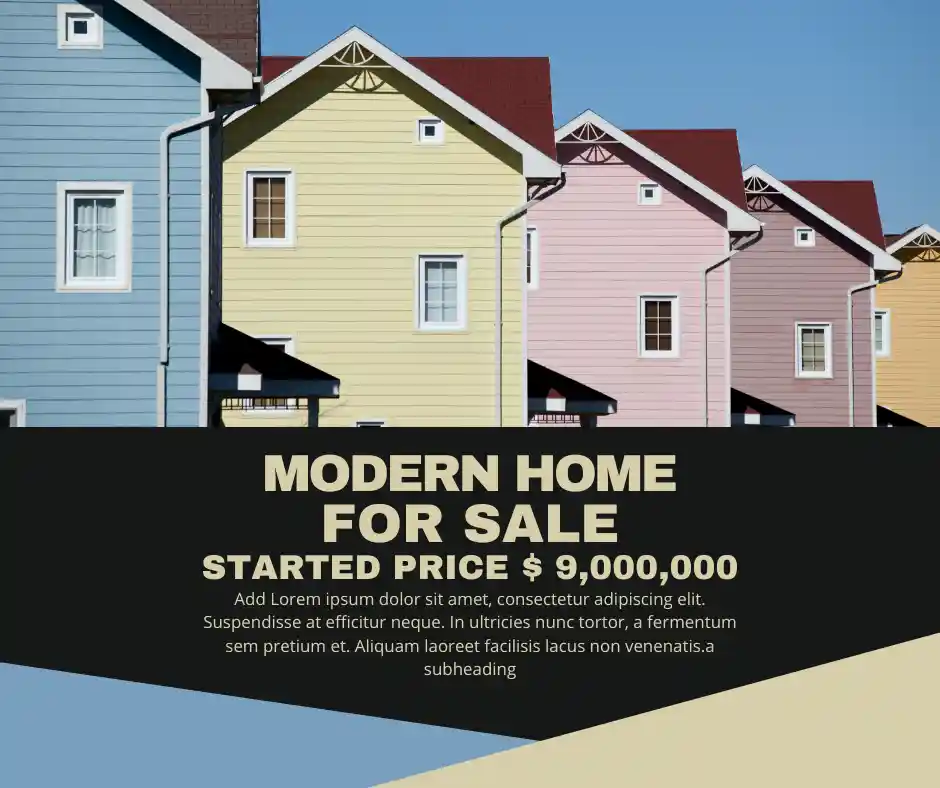 MODERN HOME
FOR SALE
STARTED PRICE $ 9,000,000
Add Lorem ipsum dolor sit amet, consectetur adipiscing elit.
Suspendisse at efficitur neque. In ultricies nunc tortor, a fermentum
sem pretium et. Aliquam laoreet facilisis lacus non venenatis.a
subheading